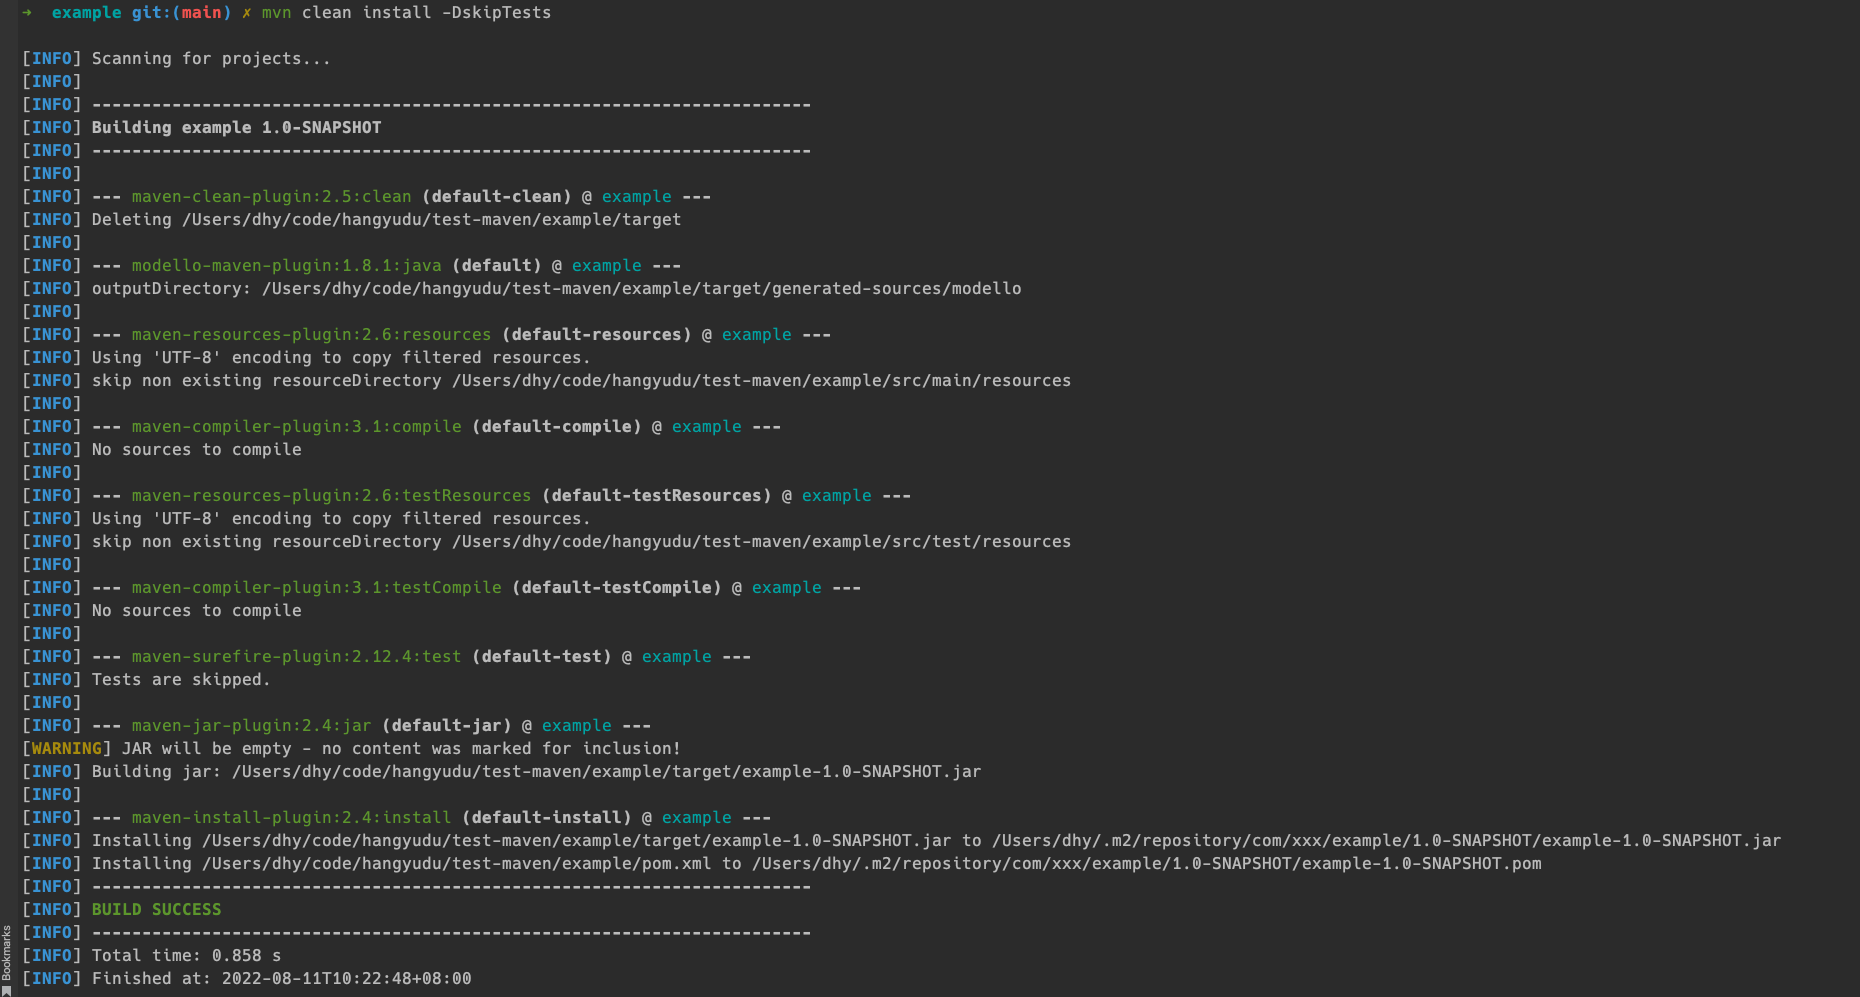 ➜  example git:(main) ✗ mvn clean install -DskipTests
[INFO] Scanning for projects...
[INFO]
[INFO] ------------------------------------------------------------------------
[INFO] Building example 1.0-SNAPSHOT
[INFO] ------------------------------------------------------------------------
[INFO]
[INFO] --- maven-clean-plugin:2.5:clean (default-clean) @ example ---
[INFO] Deleting /Users/dhy/code/hangyudu/test-maven/example/target
[INFO]
[INFO] --- modello-maven-plugin:1.8.1:java (default) @ example ---
[INFO] outputDirectory: /Users/dhy/code/hangyudu/test-maven/example/target/generated-sources/modello
[INFO]
[INFO] --- maven-resources-plugin:2.6:resources (default-resources) @ example ---
[INFO] Using 'UTF-8' encoding to copy filtered resources.
[INFO] skip non existing resourceDirectory /Users/dhy/code/hangyudu/test-maven/example/src/main/resources
[INFO]
[INFO] --- maven-compiler-plugin:3.1:compile (default-compile) @ example ---
[INFO] No sources to compile
[INFO]
[INFO] --- maven-resources-plugin:2.6:testResources (default-testResources) @ example ---
[INFO] Using 'UTF-8' encoding to copy filtered resources.
[INFO] skip non existing resourceDirectory /Users/dhy/code/hangyudu/test-maven/example/src/test/resources
[INFO]
[INFO] --- maven-compiler-plugin:3.1:testCompile (default-testCompile) @ example ---
[INFO] No sources to compile
[INFO]
[INFO] --- maven-surefire-plugin:2.12.4:test (default-test) @ example ---
[INFO] Tests are skipped.
[INFO]
[INFO] --- maven-jar-plugin:2.4:jar (default-jar) @ example ---
[WARNING] JAR will be empty - no content was marked for inclusion!
[INFO] Building jar: /Users/dhy/code/hangyudu/test-maven/example/target/example-1.0-SNAPSHOT.jar
[INFO]
[INFO] --- maven-install-plugin:2.4:install (default-install) @ example ---
[INFO] Installing /Users/dhy/code/hangyudu/test-maven/example/target/example-1.0-SNAPSHOT.jar to /Users/dhy/.m2/repository/com/xxx/example/1.0-SNAPSHOT/example-1.0-SNAPSHOT.jar
[INFO] Installing /Users/dhy/code/hangyudu/test-maven/example/pom.xml to /Users/dhy/.m2/repository/com/xxx/example/1.0-SNAPSHOT/example-1.0-SNAPSHOT.pom
[INFO] ------------------------------------------------------------------------
[INFO] BUILD SUCCESS
[INFO] ------------------------------------------------------------------------
[INFO] Total time: 0.858 s
[INFO] Finished at: 2022-08-11T10:22:48+08:00
Bookmarks